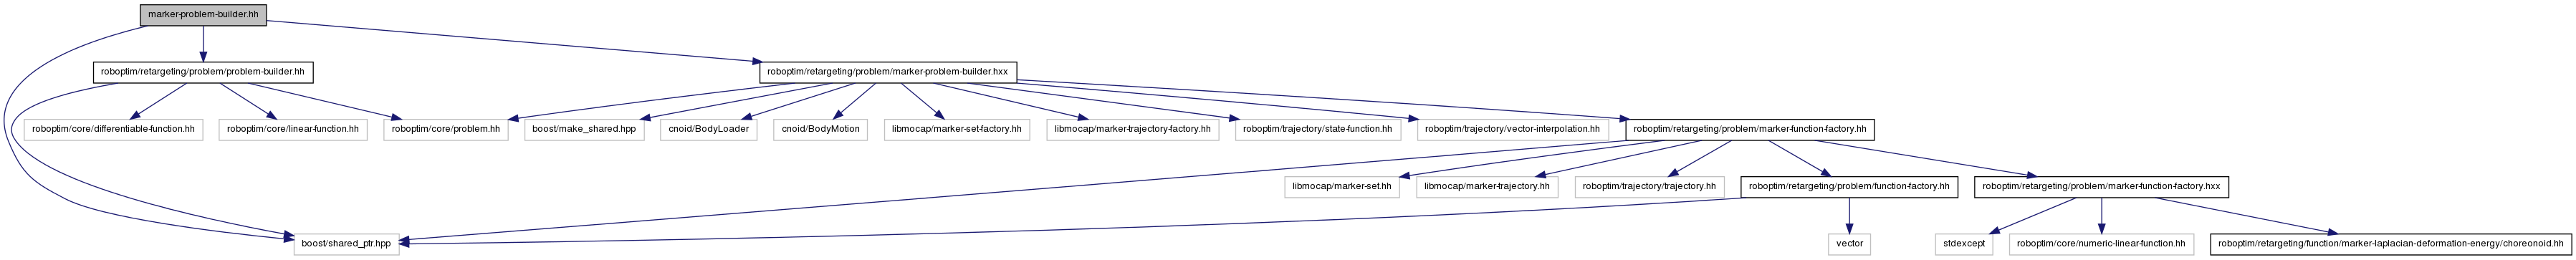 marker-problem-builder.hh
roboptim/retargeting/problem/problem-builder.hh
roboptim/retargeting/problem/marker-problem-builder.hxx
roboptim/core/differentiable-function.hh
roboptim/core/linear-function.hh
roboptim/core/problem.hh
boost/make_shared.hpp
cnoid/BodyLoader
cnoid/BodyMotion
libmocap/marker-set-factory.hh
libmocap/marker-trajectory-factory.hh
roboptim/trajectory/state-function.hh
roboptim/trajectory/vector-interpolation.hh
roboptim/retargeting/problem/marker-function-factory.hh
libmocap/marker-set.hh
libmocap/marker-trajectory.hh
roboptim/trajectory/trajectory.hh
roboptim/retargeting/problem/function-factory.hh
roboptim/retargeting/problem/marker-function-factory.hxx
boost/shared_ptr.hpp
vector
stdexcept
roboptim/core/numeric-linear-function.hh
roboptim/retargeting/function/marker-laplacian-deformation-energy/choreonoid.hh